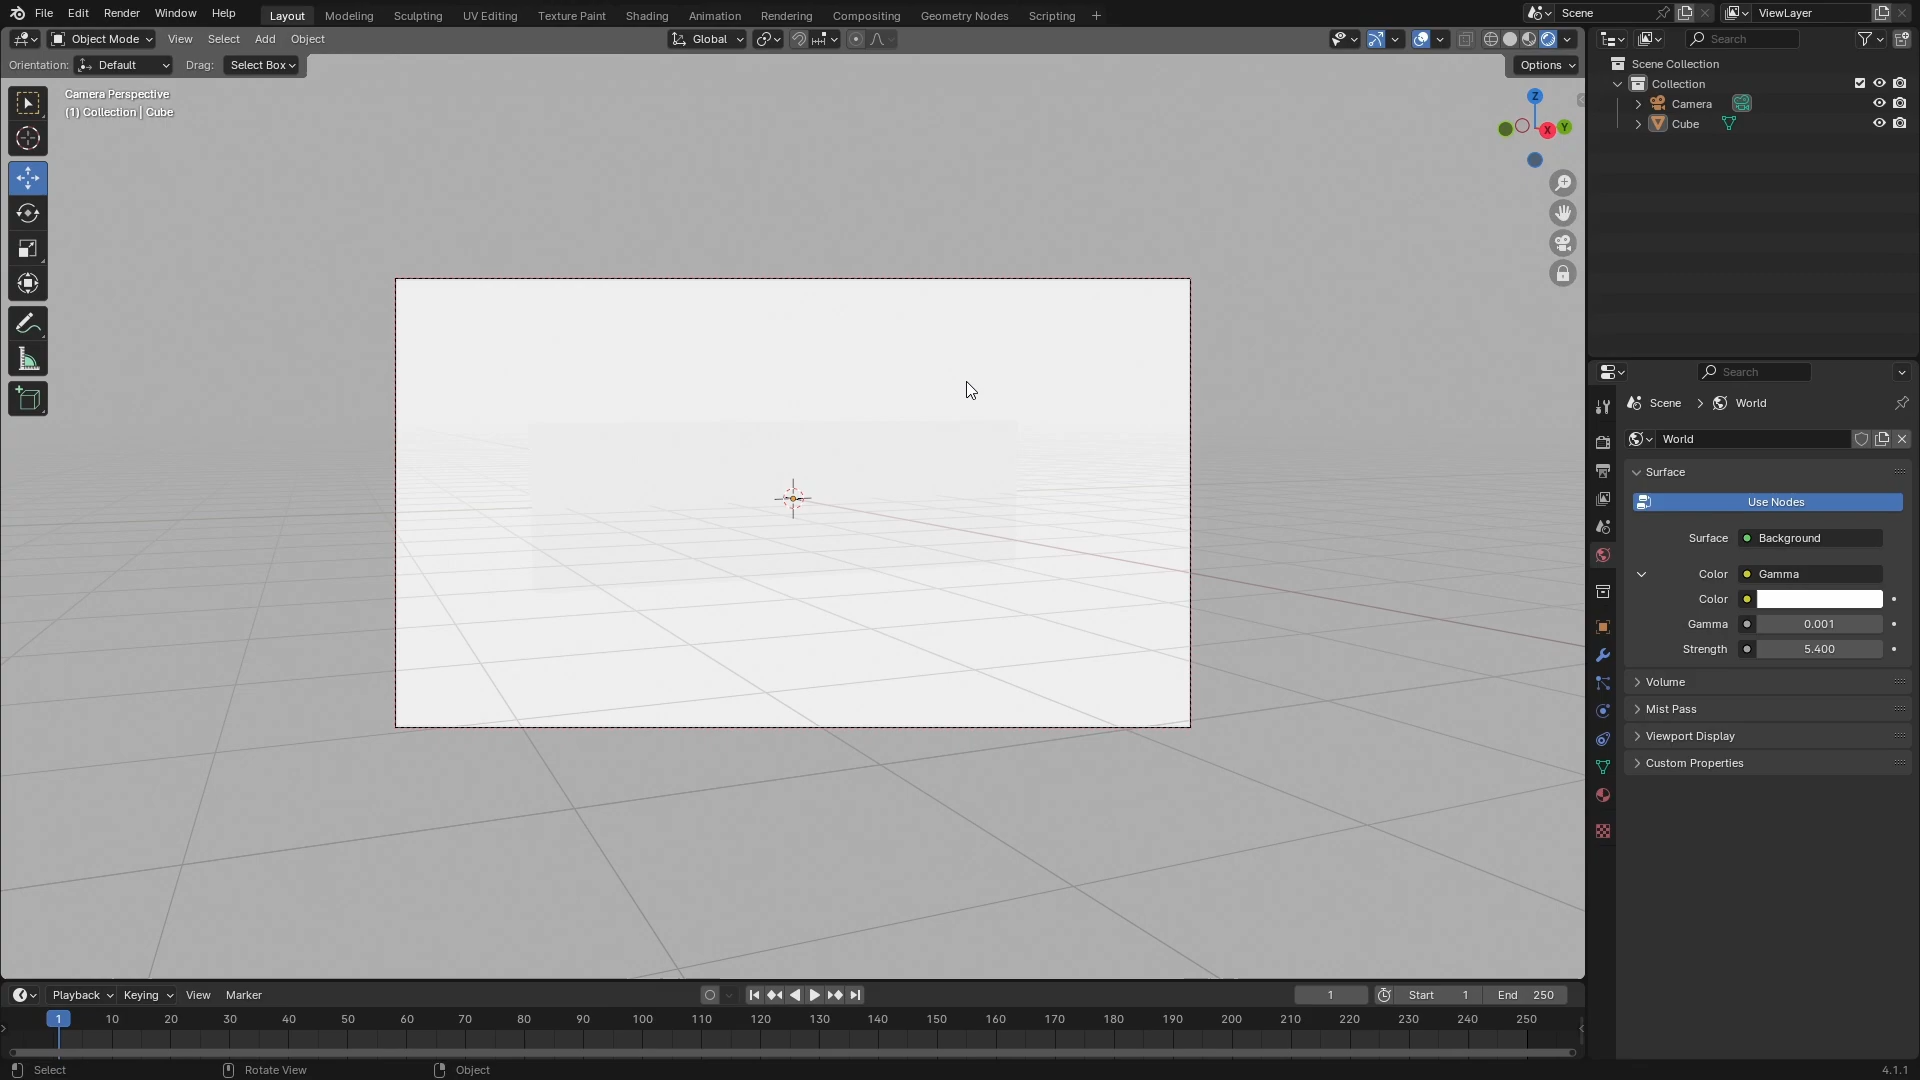 File Edit Render Window Help Layout Modeling Sculpting UV Editing Texture Paint Shading Animation Rendering Compositing Geometry Nodes Scripting + Scene ViewLayer
Object Mode View Select Add Object Global Search
Orientation: Default Drag: Select Box Options
Camera Perspective
(1) Collection | Cube
Z
X
Y
Scene Collection
Collection
Camera
Cube
Search
Scene > World
World
Surface
Use Nodes
Surface Background
Color Gamma
Color
Gamma 0.001
Strength 5.400
Volume
Mist Pass
Viewport Display
Custom Properties
Playback Keying View Marker 1 Start 1 End 250
1 10 20 30 40 50 60 70 80 90 100 110 120 130 140 150 160 170 180 190 200 210 220 230 240 250
Select Rotate View Object 4.1.1